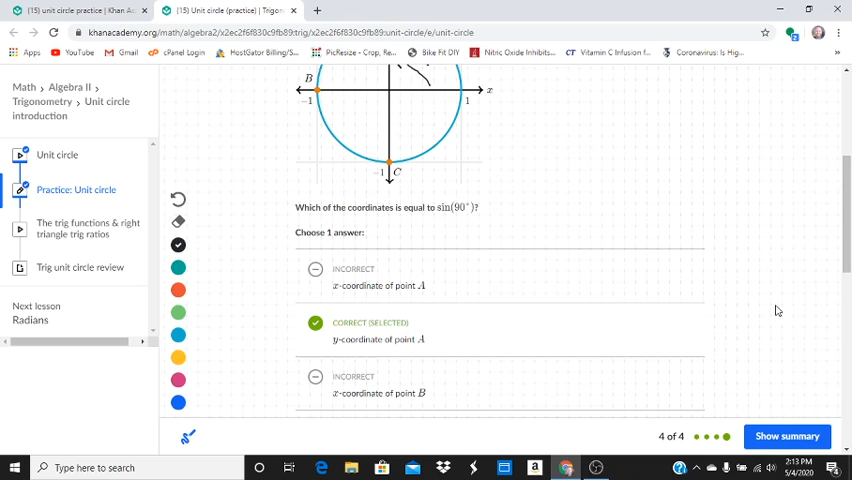 (15) unit circle practice | Khan Ac
(15) Unit Circle (practice) | Trigon
khanacademy.org/math/algebra2/x2ec2f6f830c9fb89:trig/x2ec2f6f830c9fb89:unit-circle/e/unit-circle
Apps YouTube Gmail cPanel Login HostGator Billing/S... PicResize - Crop, Re... Bike Fit DIY Nitric Oxide Inhibits... CT Vitamin C Infusion f... Coronavirus: Is Hig...
Math Algebra II
Trigonometry Unit circle
introduction
Unit circle
Practice: Unit circle
The trig functions & right
triangle trig ratios
Trig unit circle review
Next lesson
Radians
B
x
−1
1
−1 C
Which of the coordinates is equal to sin(90°)?
Choose 1 answer:
INCORRECT
x-coordinate of point A
CORRECT (SELECTED)
y-coordinate of point A
INCORRECT
x-coordinate of point B
4 of 4 Show summary
Type here to search
2:13 PM
5/4/2020
4